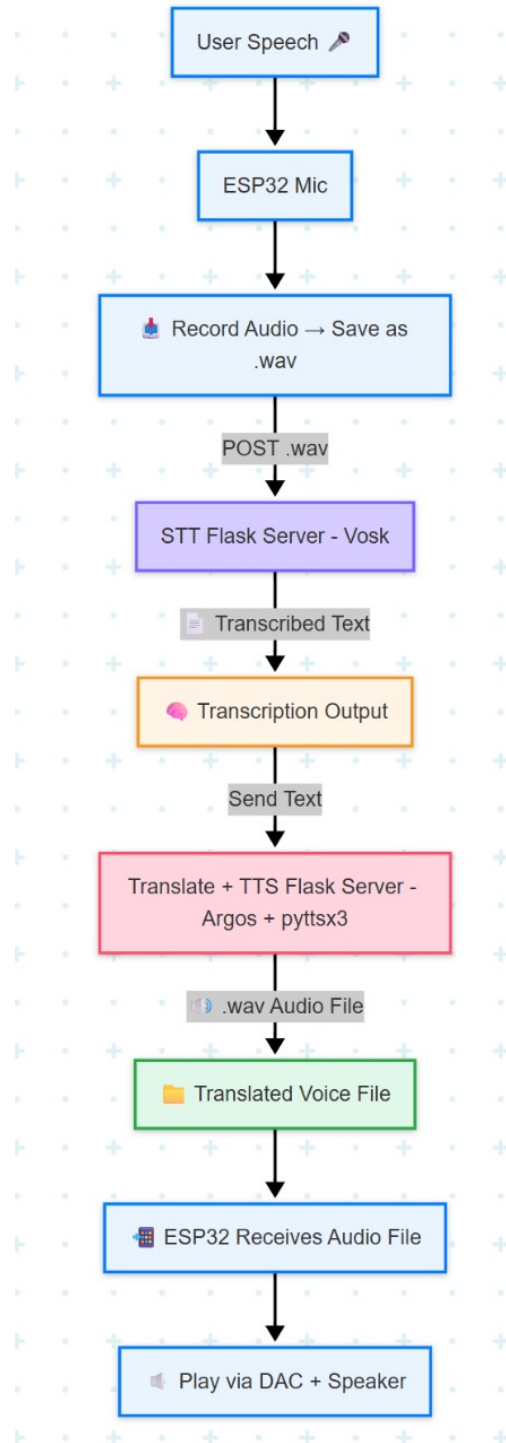 User Speech 🎤
ESP32 Mic
📥 Record Audio → Save as
.wav
POST .wav
STT Flask Server - Vosk
📄 Transcribed Text
🧠 Transcription Output
Send Text
Translate + TTS Flask Server -
Argos + pyttsx3
🔊 .wav Audio File
📁 Translated Voice File
📲 ESP32 Receives Audio File
🔈 Play via DAC + Speaker